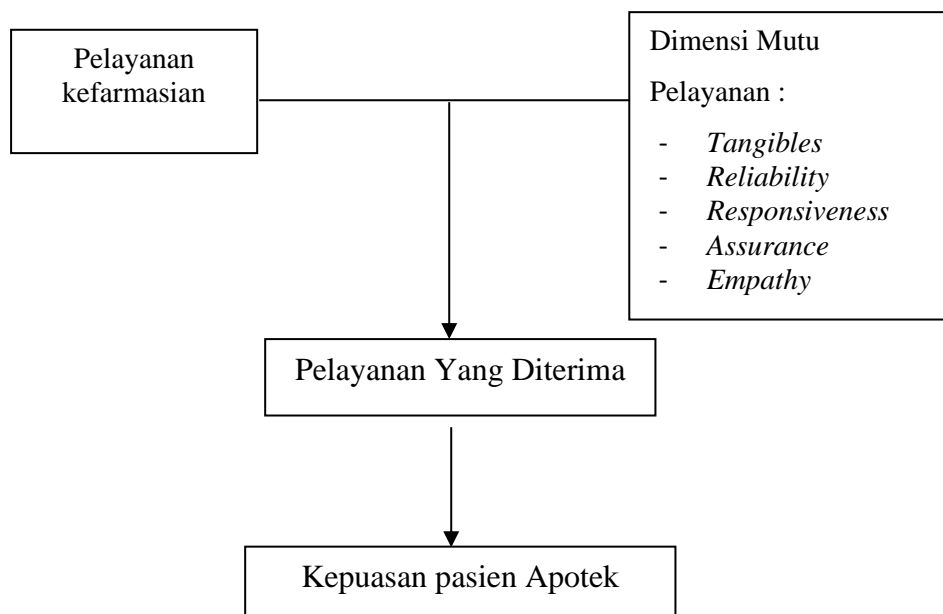 Pelayanan
kefarmasian
Dimensi Mutu
Pelayanan :
- Tangibles
- Reliability
- Responsiveness
- Assurance
- Empathy
Pelayanan Yang Diterima
Kepuasan pasien Apotek